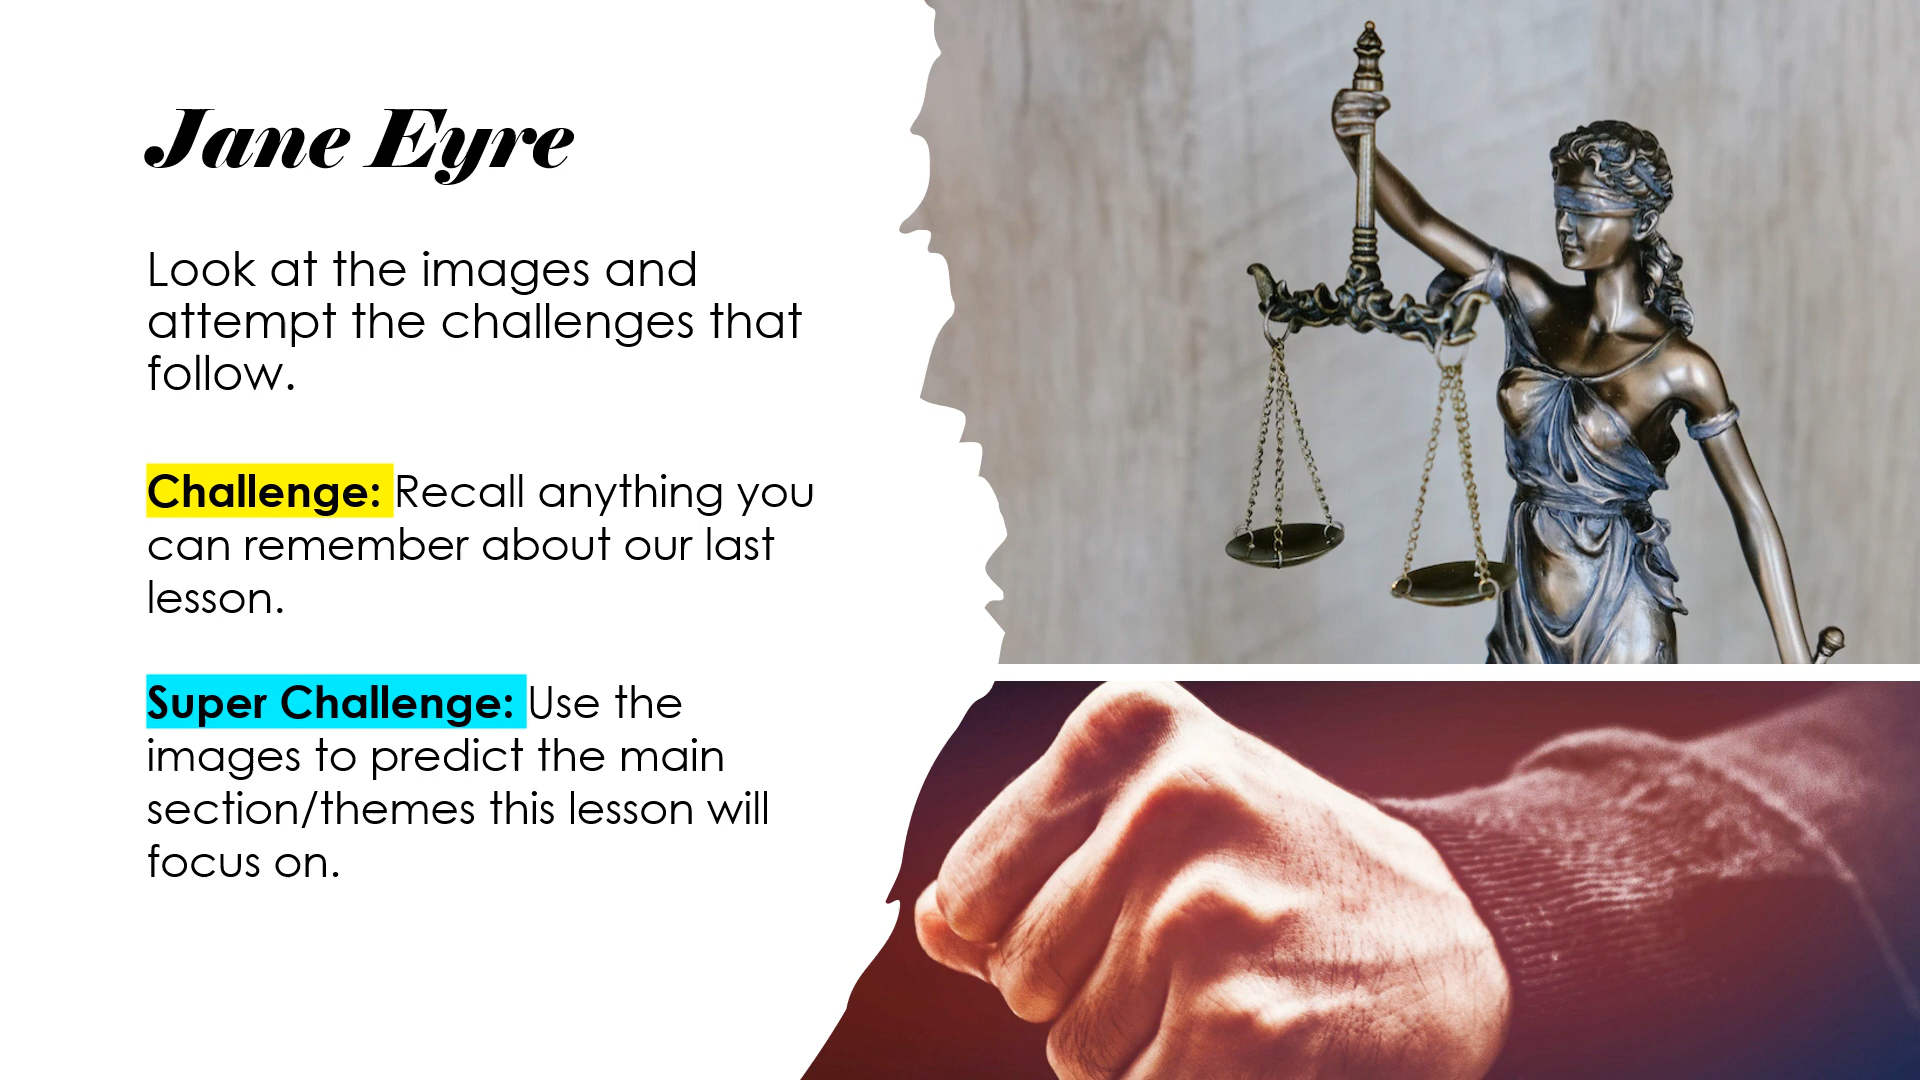 Jane Eyre
Look at the images and
attempt the challenges that
follow.
Challenge: Recall anything you
can remember about our last
lesson.
Super Challenge: Use the
images to predict the main
section/themes this lesson will
focus on.